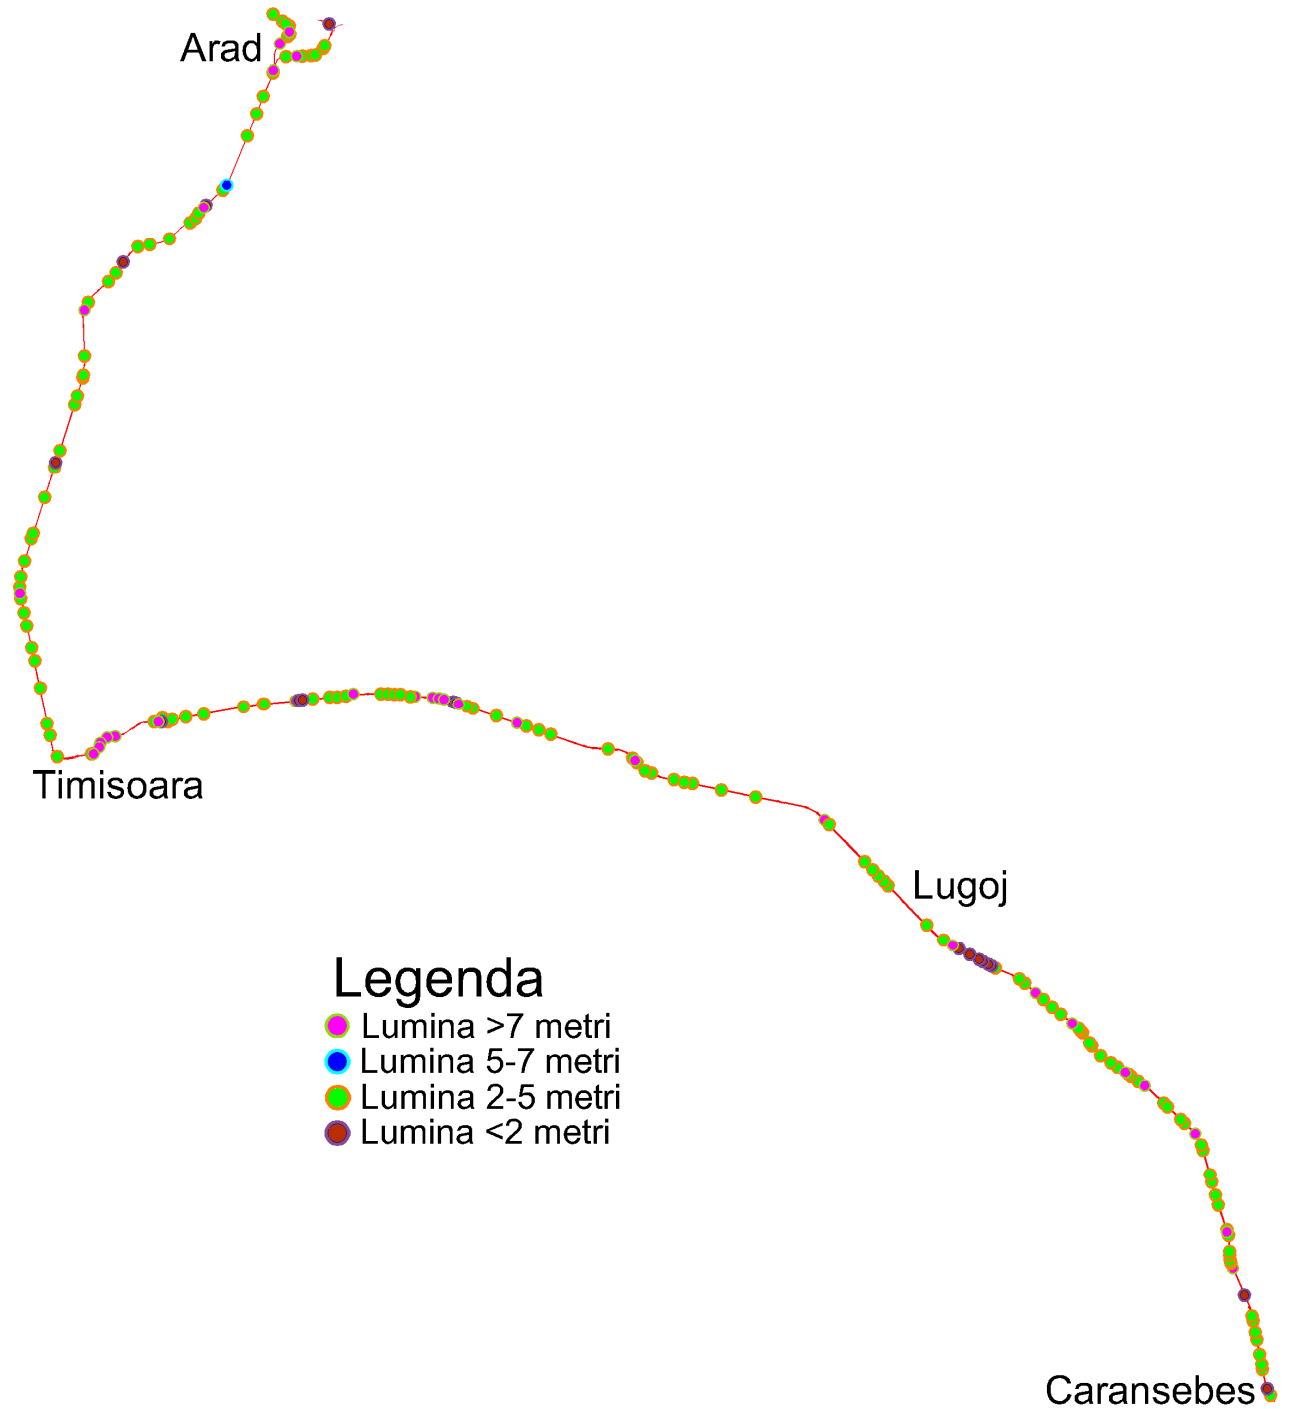 Arad
Timisoara
Lugoj
Legenda
Lumina >7 metri
Lumina 5-7 metri
Lumina 2-5 metri
Lumina <2 metri
Caransebes